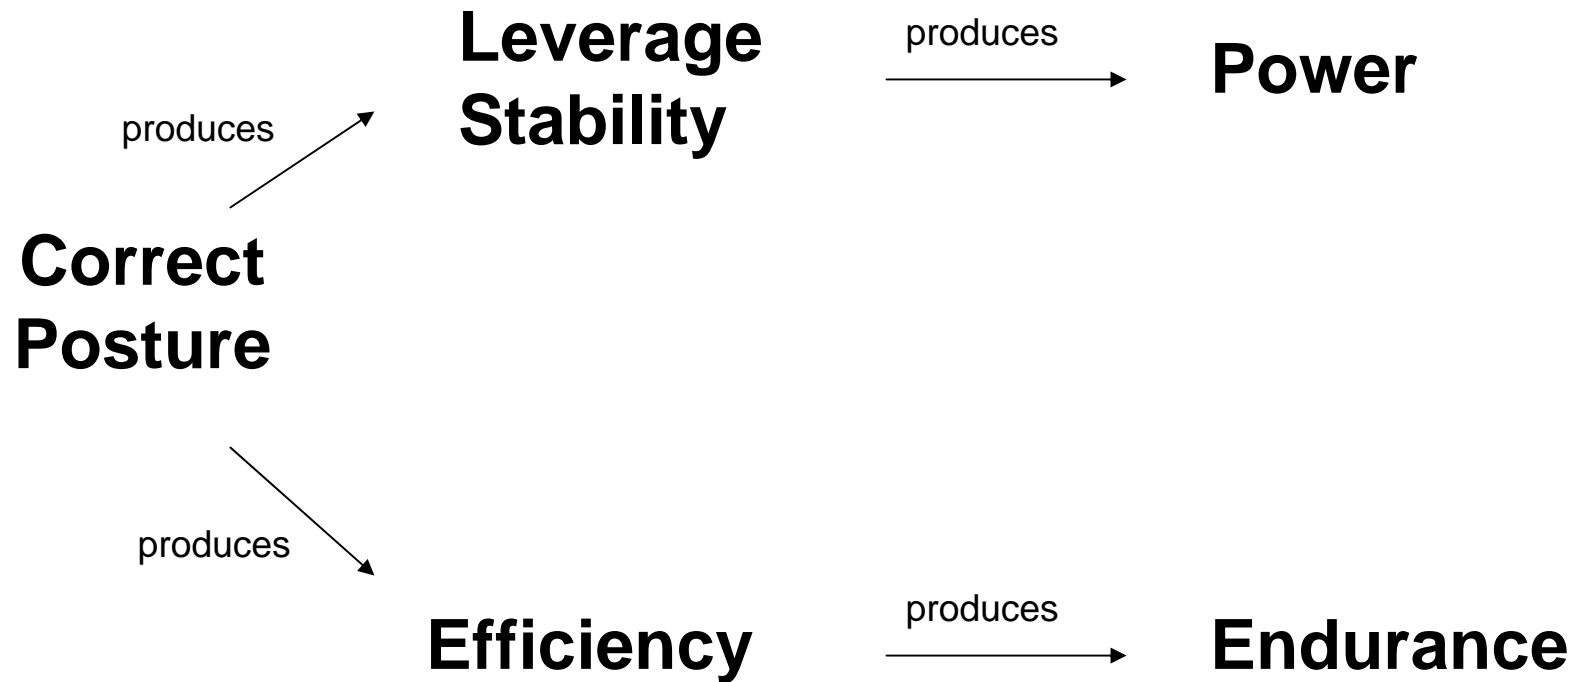 Leverage
Stability
produces
Power
produces
Correct
Posture
produces
Efficiency
produces
Endurance